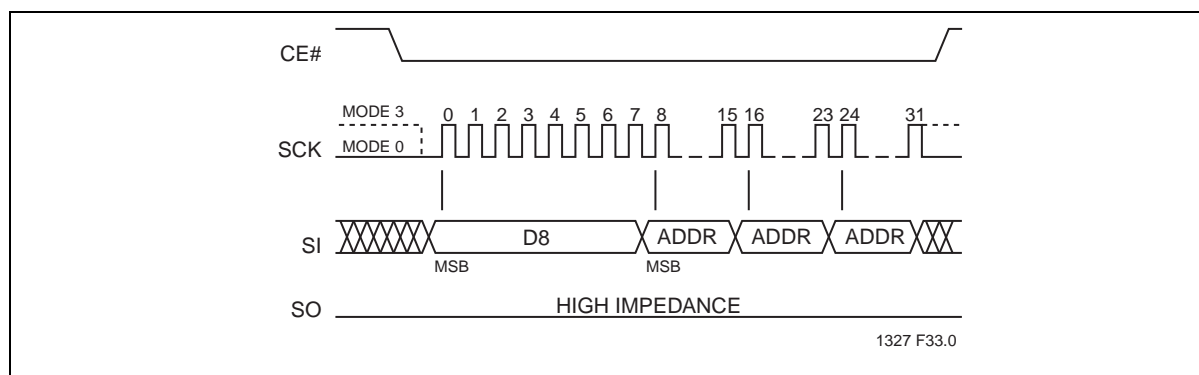 CE#
MODE 3
0 1 2 3 4 5 6 7 8 15 16 23 24 31
SCK MODE 0
SI D8 ADDR ADDR ADDR
MSB MSB
SO HIGH IMPEDANCE
1327 F33.0